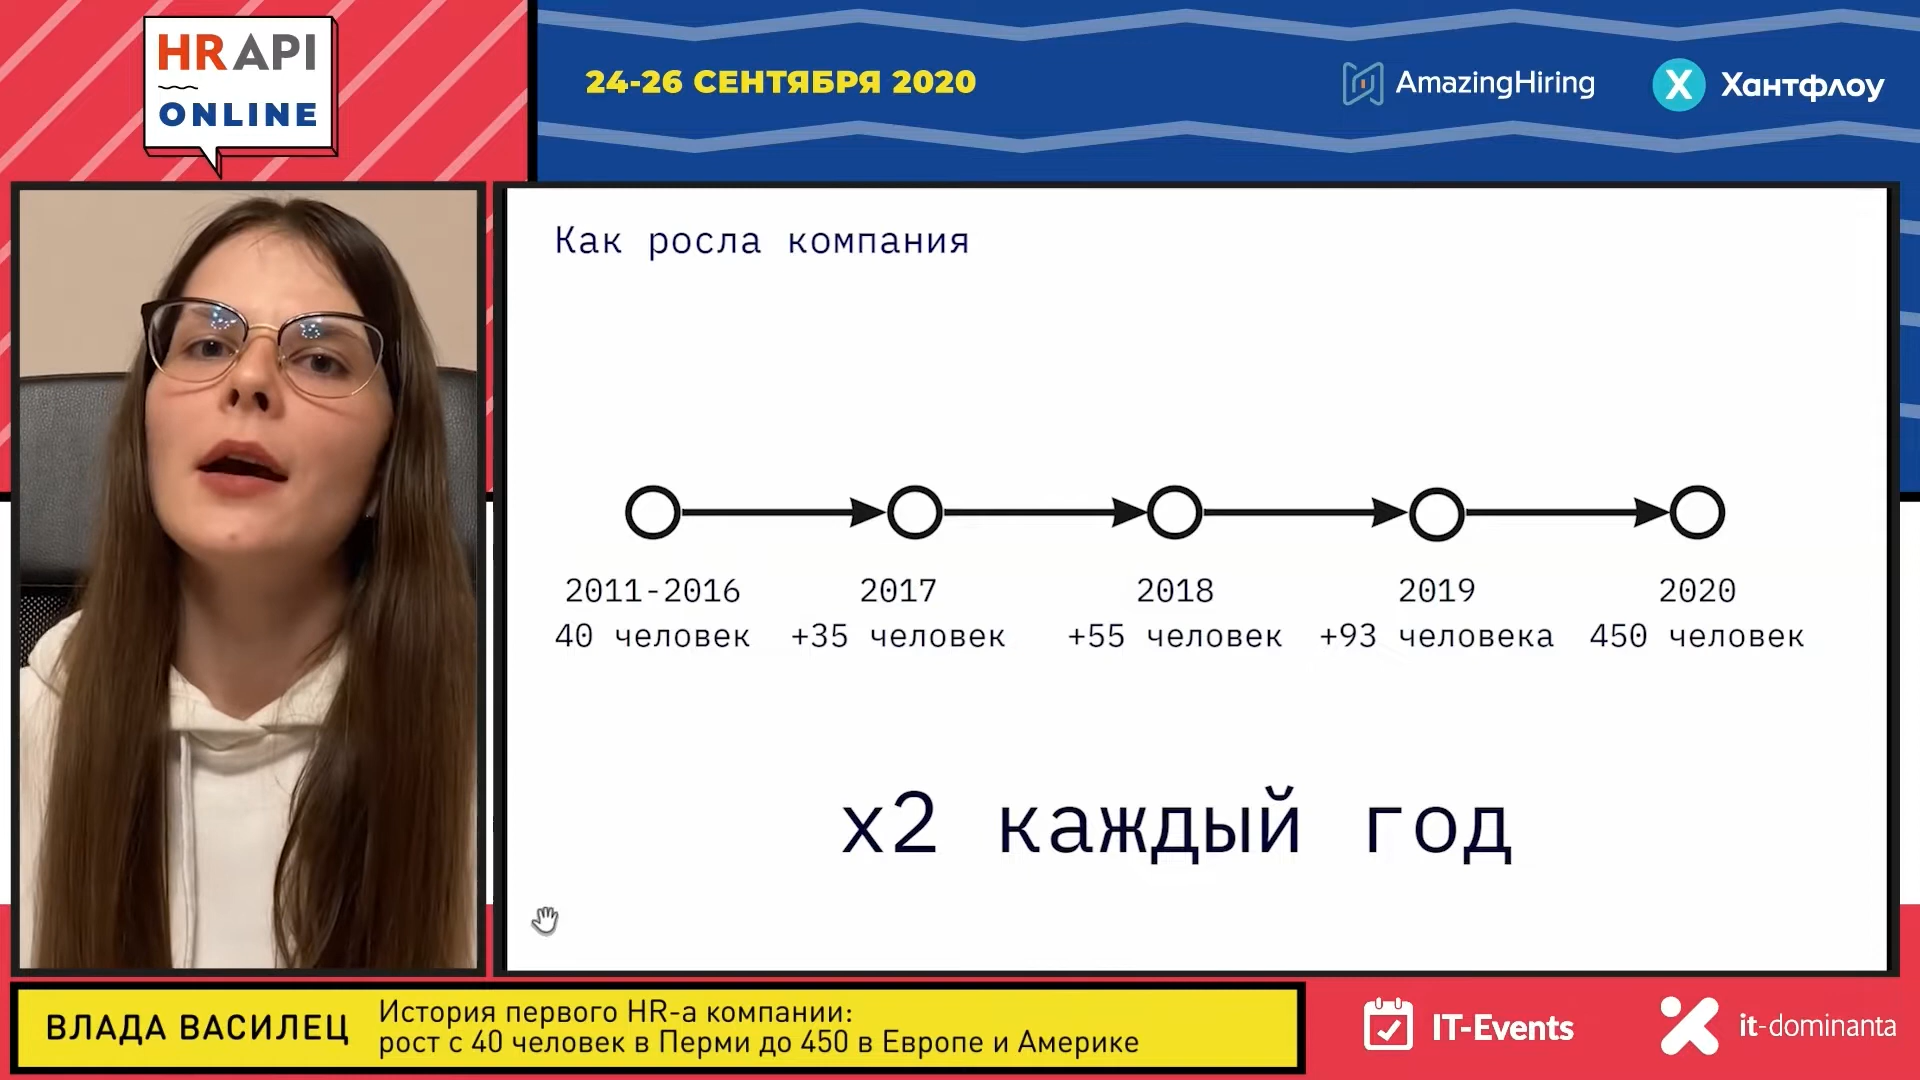 HR API
ONLINE
24-26 СЕНТЯБРЯ 2020
AmazingHiring
Х Хантфлоу
Как росла компания
2011-2016 2017 2018 2019 2020
40 человек +35 человек +55 человек +93 человека 450 человек
x2 каждый год
ВЛАДА ВАСИЛЕЦ
История первого HR-а компании:
рост с 40 человек в Перми до 450 в Европе и Америке
IT-Events
it-dominanta